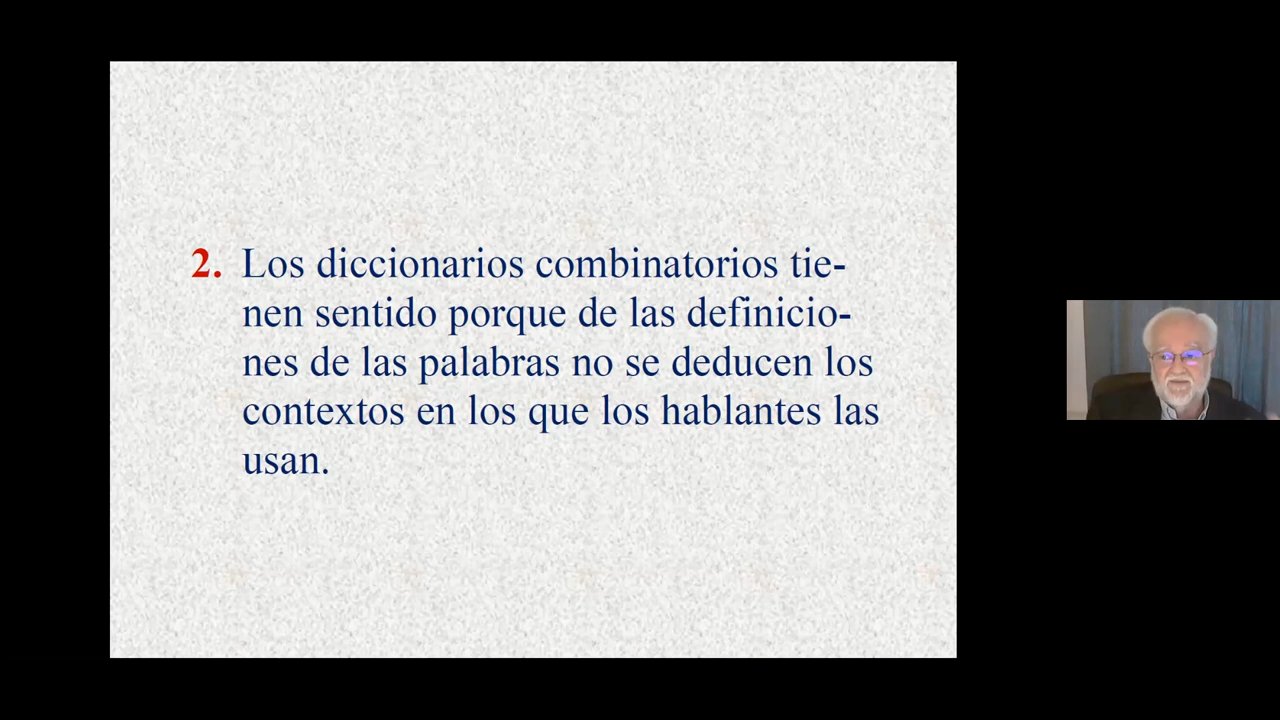 2. Los diccionarios combinatorios tie-
nen sentido porque de las definicio-
nes de las palabras no se deducen los
contextos en los que los hablantes las
usan.